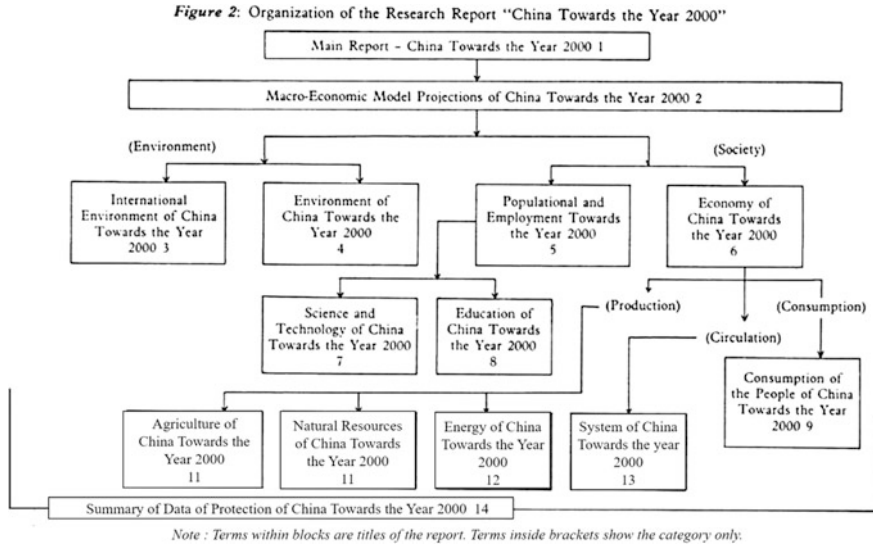 Figure 2: Organization of the Research Report "China Towards the Year 2000"
Main Report - China Towards the Year 2000 1
Macro-Economic Model Projections of China Towards the Year 2000 2
(Environment)
(Society)
International
Environment of China
Towards the Year
2000 3
Environment of
China Towards the
Year 2000
4
Populational and
Employment Towards
the Year 2000
5
Economy of
China Towards
the Year 2000
6
Science and
Technology of China
Towards the Year 2000
7
Education of
China Towards
the Year 2000
8
(Production)
(Consumption)
(Circulation)
Consumption of
the People of China
Towards the Year
2000 9
Agriculture of
China Towards the
Year 2000
11
Natural Resources
of China Towards
the Year 2000
11
Energy of China
Towards the Year
2000
12
System of China
Towards the year
2000
13
Summary of Data of Protection of China Towards the Year 2000 14
Note : Terms within blocks are titles of the report. Terms inside brackets show the category only.